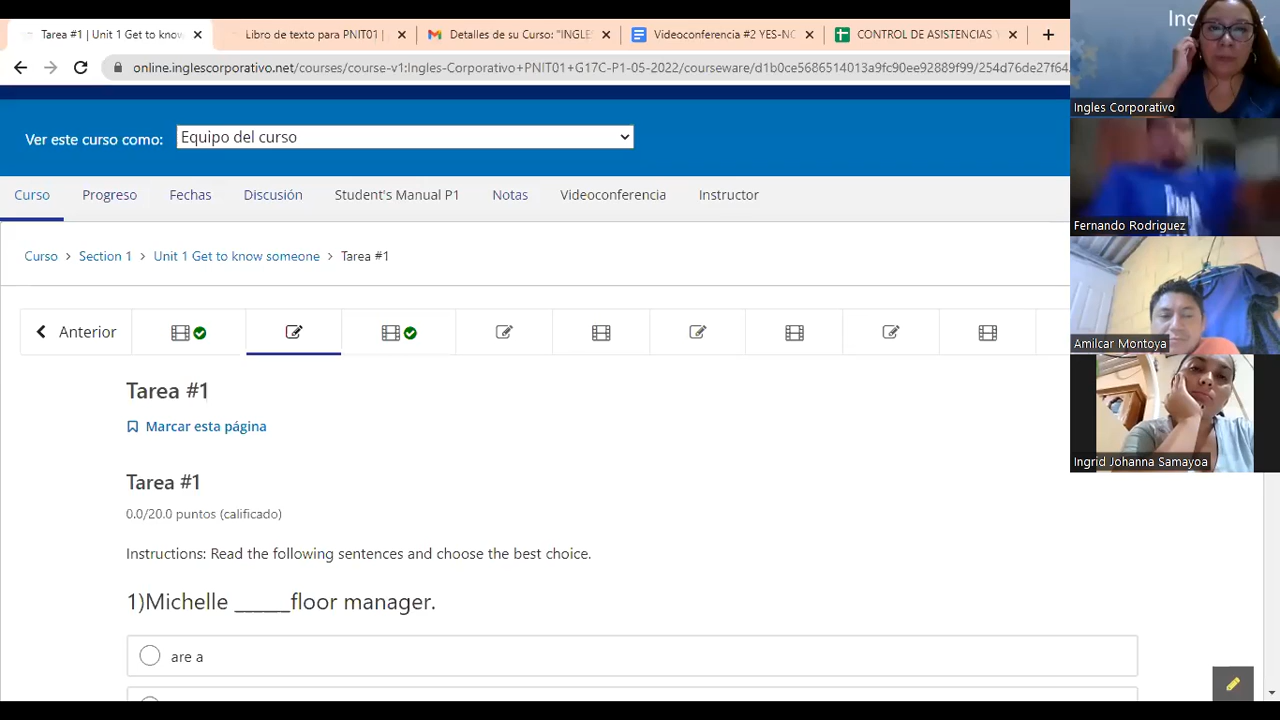 Tarea #1 | Unit 1 Get to know
Libro de texto para PNIT01 |
Detalles de su Curso: "INGLES
Videoconferencia #2 YES-NO
CONTROL DE ASISTENCIAS
online.inglescorporativo.net/courses/course-v1:Ingles-Corporativo+PNIT01+G17C-P1-05-2022/courseware/d1b0ce5686514013a9fc90ee92889f99/254d76de27f64
Ver este curso como:
Equipo del curso
Curso
Progreso
Fechas
Discusión
Student's Manual P1
Notas
Videoconferencia
Instructor
Curso > Section 1 > Unit 1 Get to know someone > Tarea #1
Anterior
Tarea #1
Marcar esta página
Tarea #1
0.0/20.0 puntos (calificado)
Instructions: Read the following sentences and choose the best choice.
1)Michelle ______floor manager.
are a
Ingles Corporativo
Fernando Rodriguez
Amilcar Montoya
Ingrid Johanna Samayoa